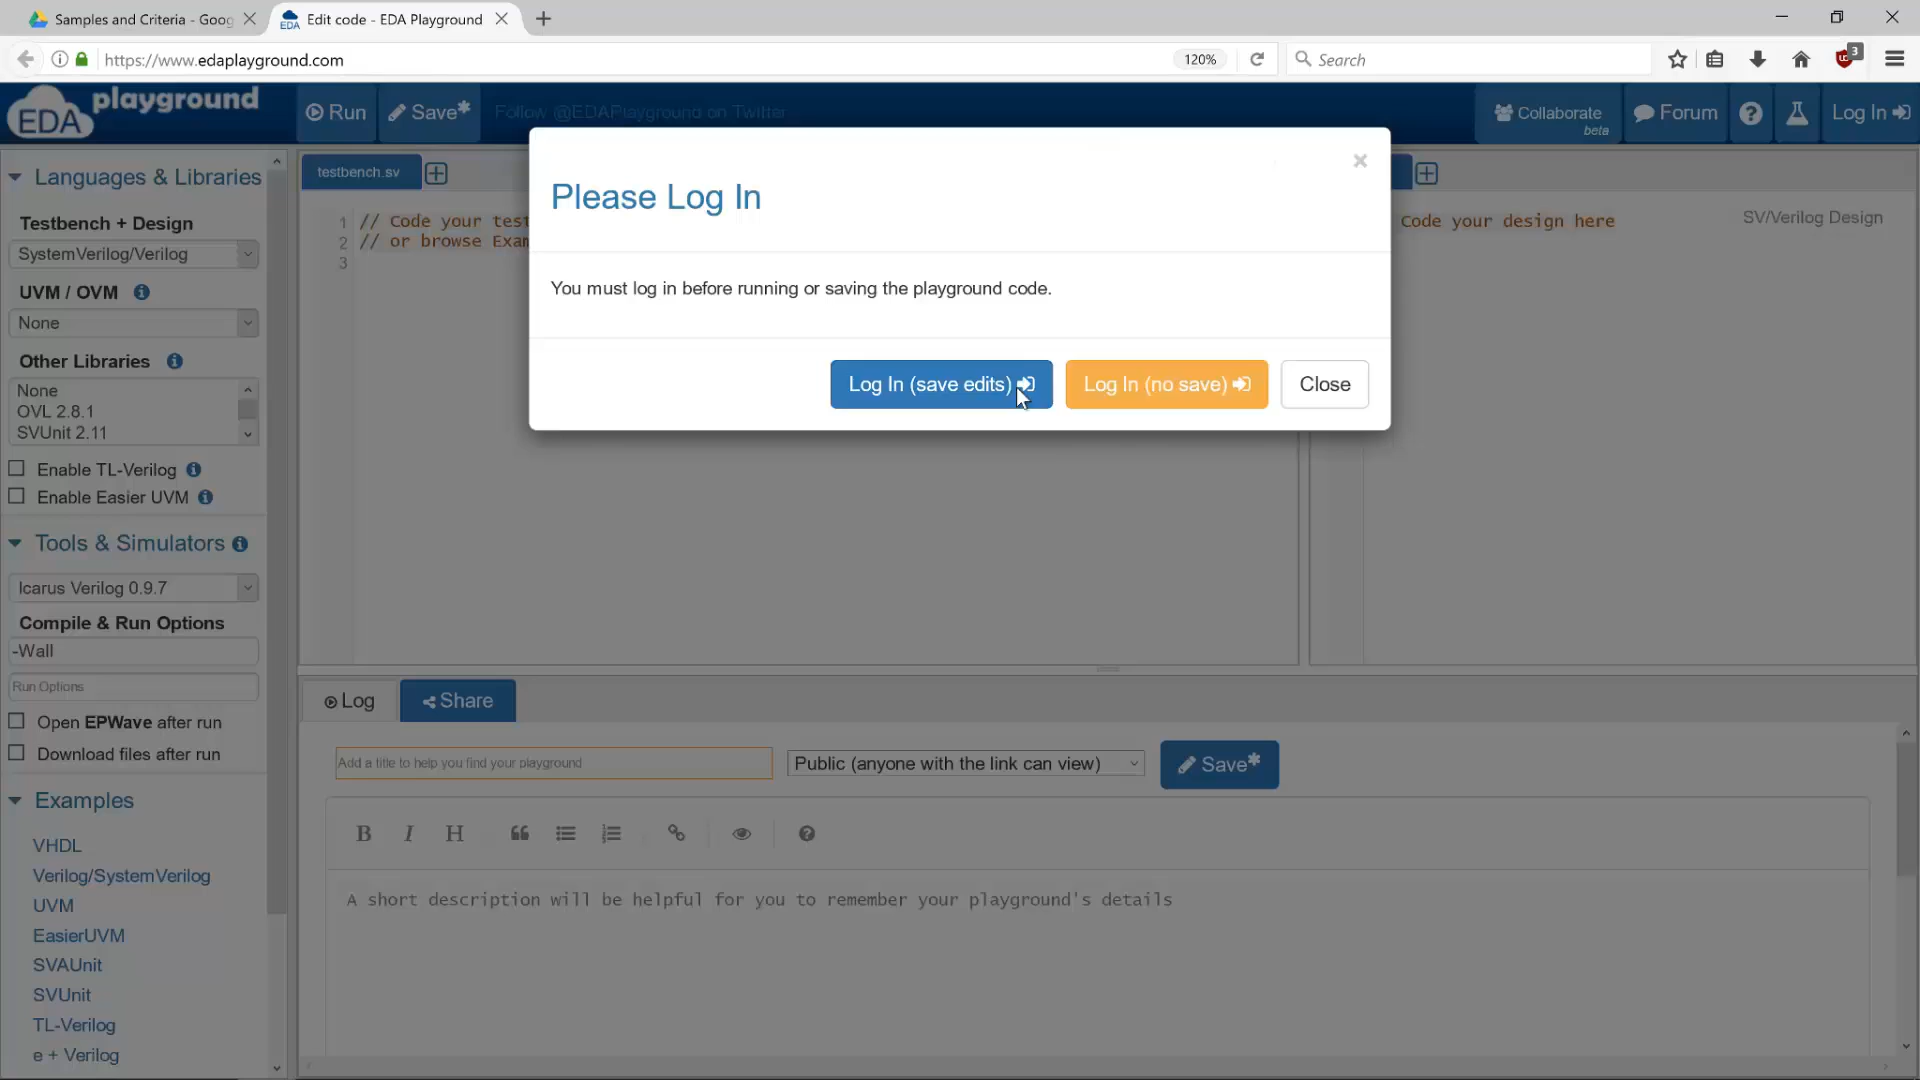 Samples and Criteria - Goog
Edit code - EDA Playground
https://www.edaplayground.com
120%
Search
3
EDA playground
Run
Save*
Follow @EDAPlayground on Twitter
Collaborate
beta
Forum
Log In
Languages & Libraries
Testbench + Design
SystemVerilog/Verilog
UVM / OVM
None
Other Libraries
None
OVL 2.8.1
SVUnit 2.11
Enable TL-Verilog
Enable Easier UVM
Tools & Simulators
Icarus Verilog 0.9.7
Compile & Run Options
-Wall
Run Options
Open EPWave after run
Download files after run
Examples
VHDL
Verilog/SystemVerilog
UVM
EasierUVM
SVAUnit
SVUnit
TL-Verilog
e + Verilog
testbench.sv
1 // Code your test
2 // or browse Exam
3
Code your design here
SV/Verilog Design
Please Log In
You must log in before running or saving the playground code.
Log In (save edits)
Log In (no save)
Close
Log
Share
Add a title to help you find your playground
Public (anyone with the link can view)
Save*
B I H
A short description will be helpful for you to remember your playground's details